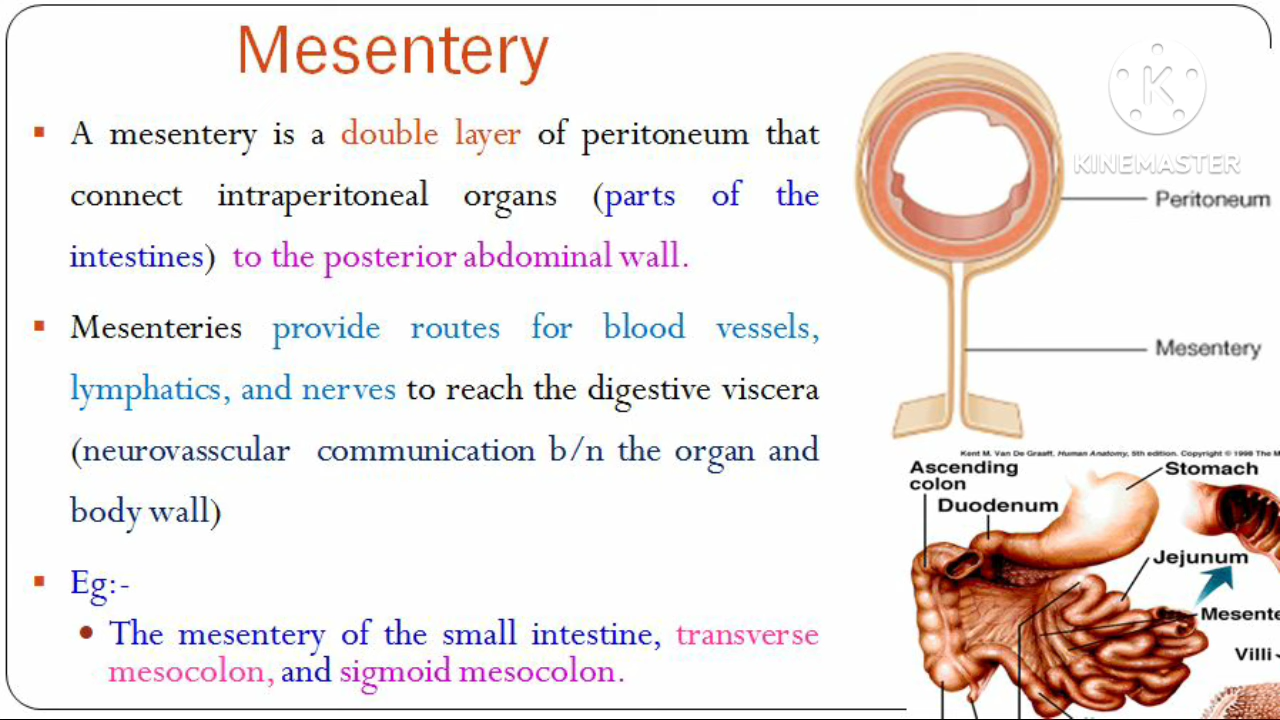 Mesentery
▪ A mesentery is a double layer of peritoneum that
connect intraperitoneal organs (parts of the
intestines) to the posterior abdominal wall.
▪ Mesenteries provide routes for blood vessels,
lymphatics, and nerves to reach the digestive viscera
(neurovasscular communication b/n the organ and
body wall)
▪ Eg:-
• The mesentery of the small intestine, transverse
mesocolon, and sigmoid mesocolon.
K
KINEMASTER
Peritoneum
Mesentery
Kent M. Van De Graaff, Human Anatomy, 5th edition. Copyright © 1998 The M
Ascending
colon
Stomach
Duodenum
Jejunum
Mesente
Villi